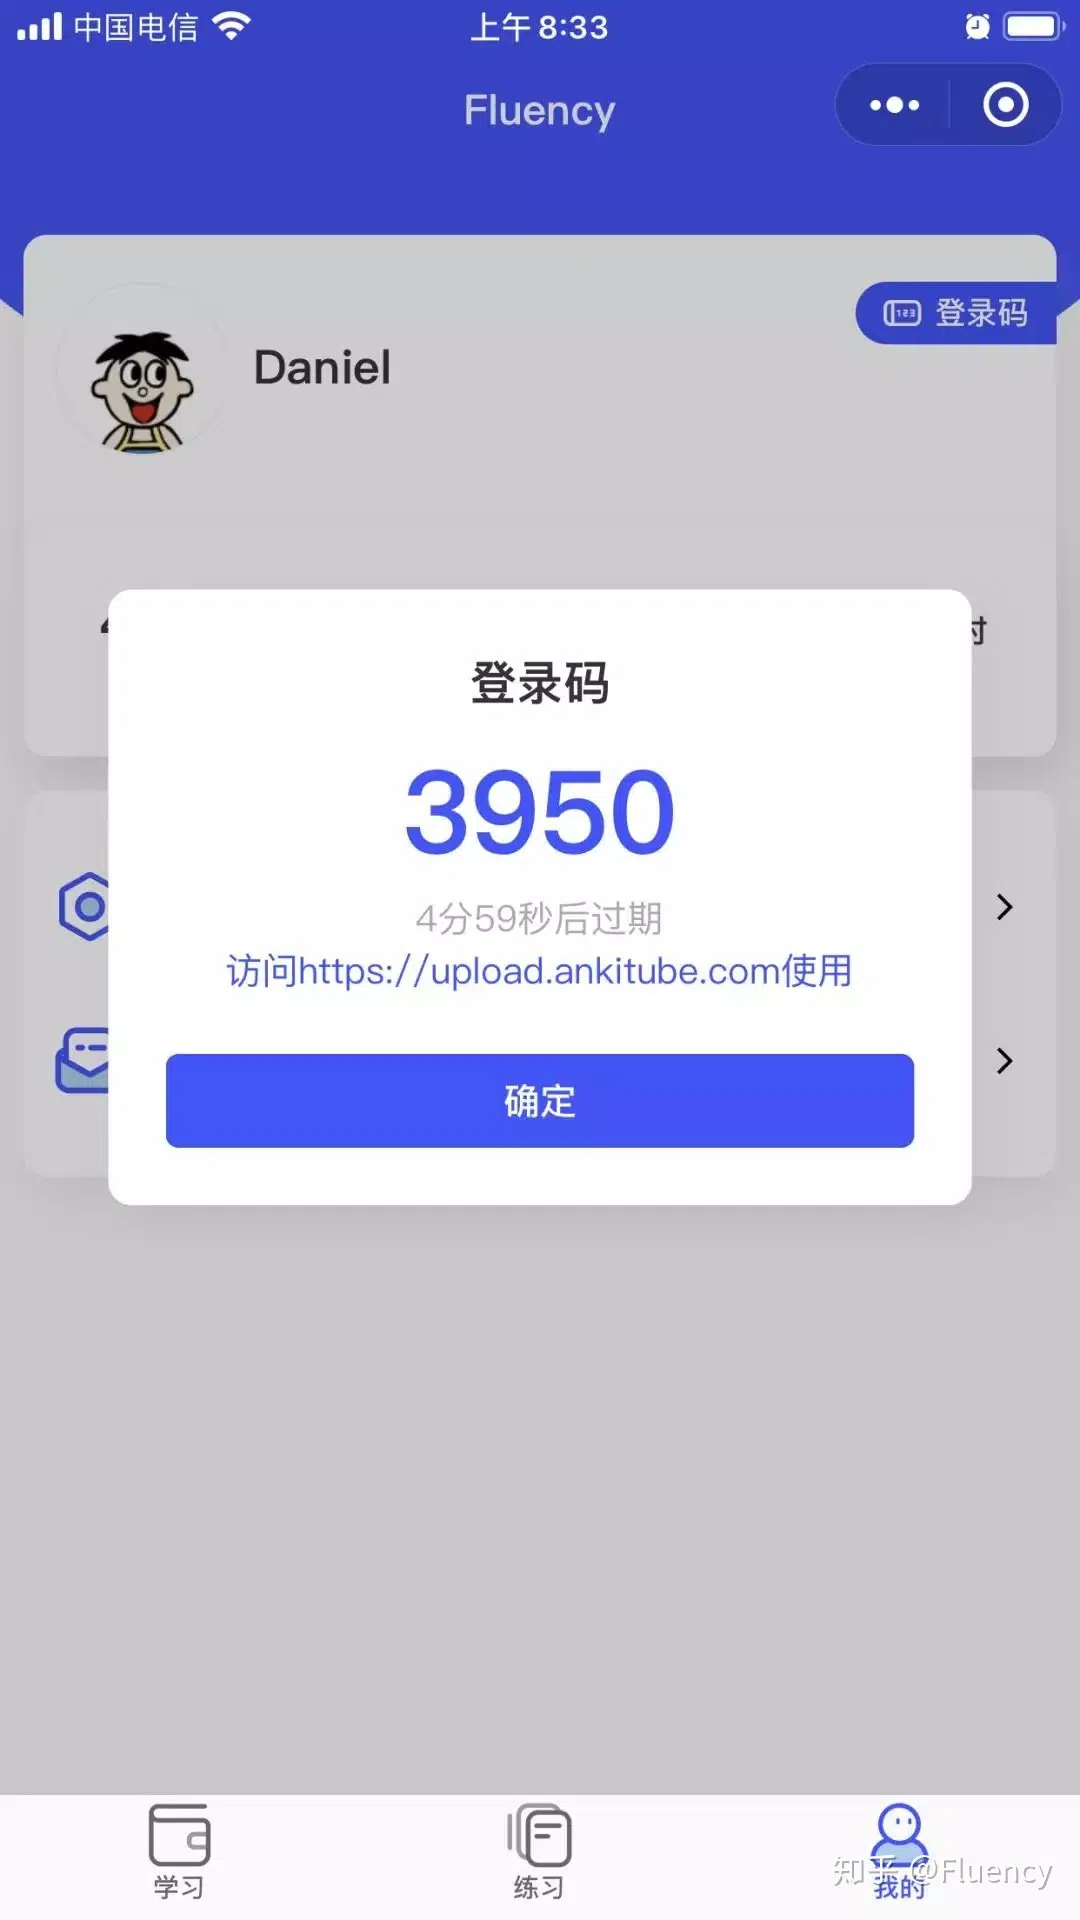 中国电信
上午 8:33
Fluency
123 登录码
Daniel
登录码
3950
4分59秒后过期
访问https://upload.ankitube.com使用
确定
学习
练习
我的
知乎 @Fluency